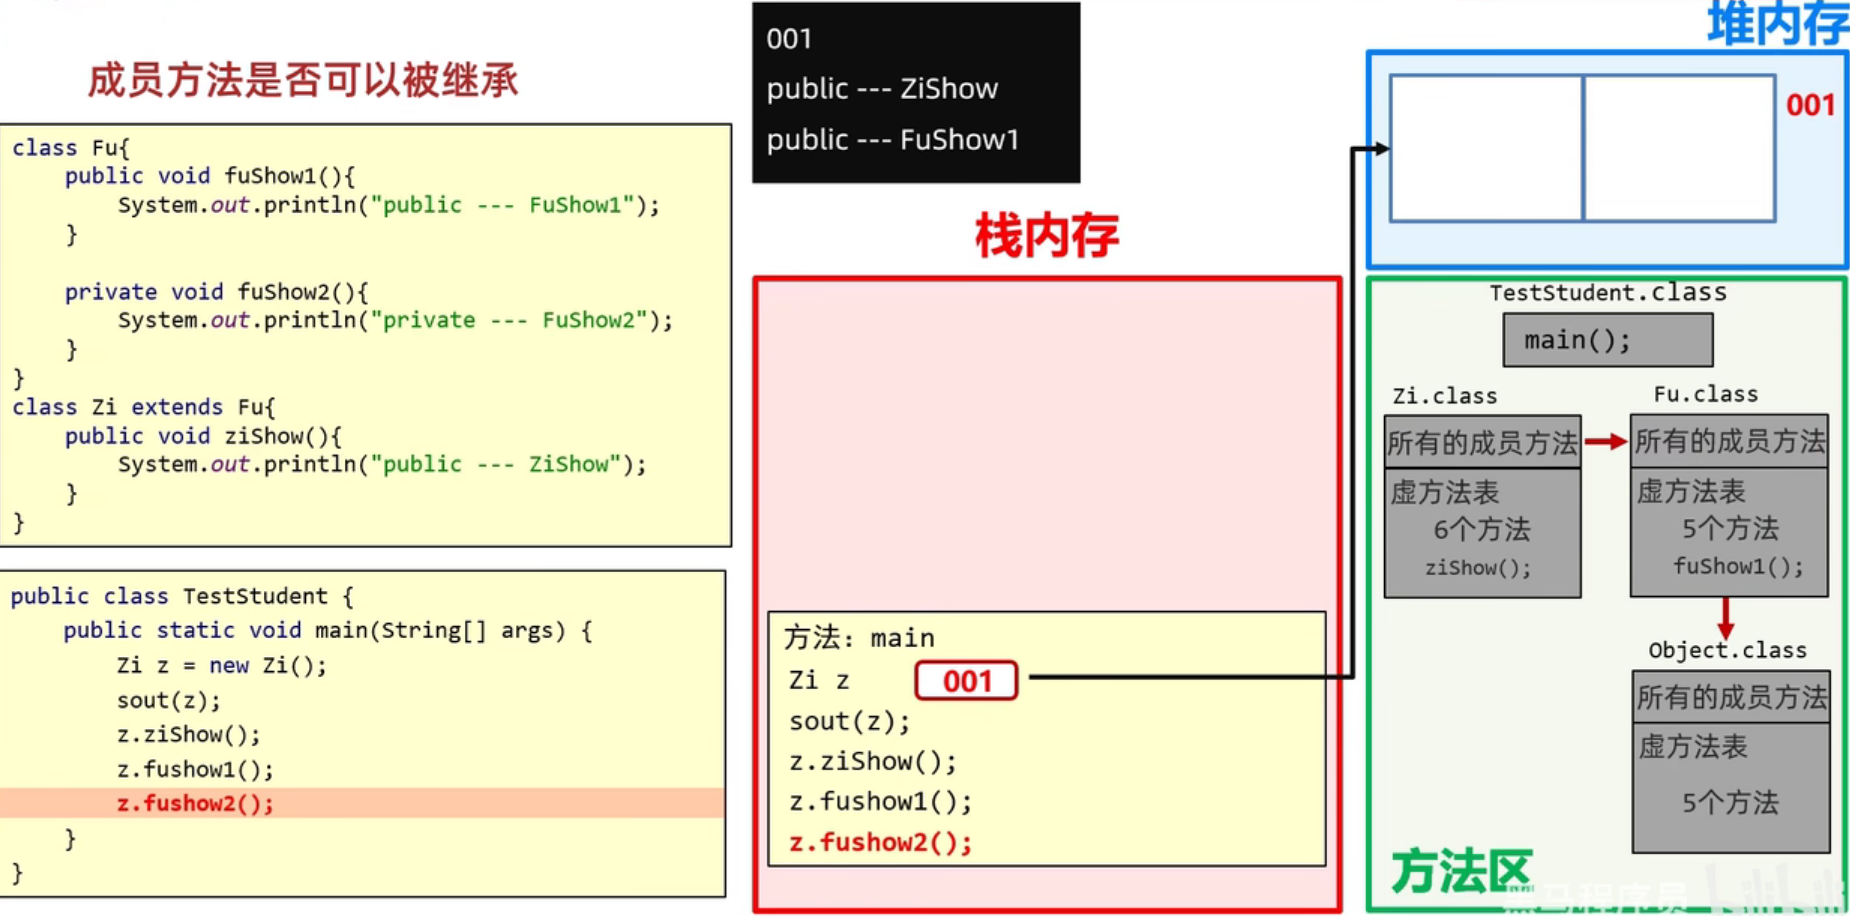 成员方法是否可以被继承
class Fu{
public void fuShow1(){
System.out.println("public --- FuShow1");
}
private void fuShow2(){
System.out.println("private --- FuShow2");
}
}
class Zi extends Fu{
public void ziShow(){
System.out.println("public --- ZiShow");
}
}
public class TestStudent {
public static void main(String[] args) {
Zi z = new Zi();
sout(z);
z.ziShow();
z.fushow1();
z.fushow2();
}
}
001
public --- ZiShow
public --- FuShow1
栈内存
方法：main
Zi z 001
sout(z);
z.ziShow();
z.fushow1();
z.fushow2();
堆内存
001
TestStudent.class
main();
Zi.class
所有的成员方法
虚方法表
6个方法
ziShow();
Fu.class
所有的成员方法
虚方法表
5个方法
fuShow1();
Object.class
所有的成员方法
虚方法表
5个方法
方法区